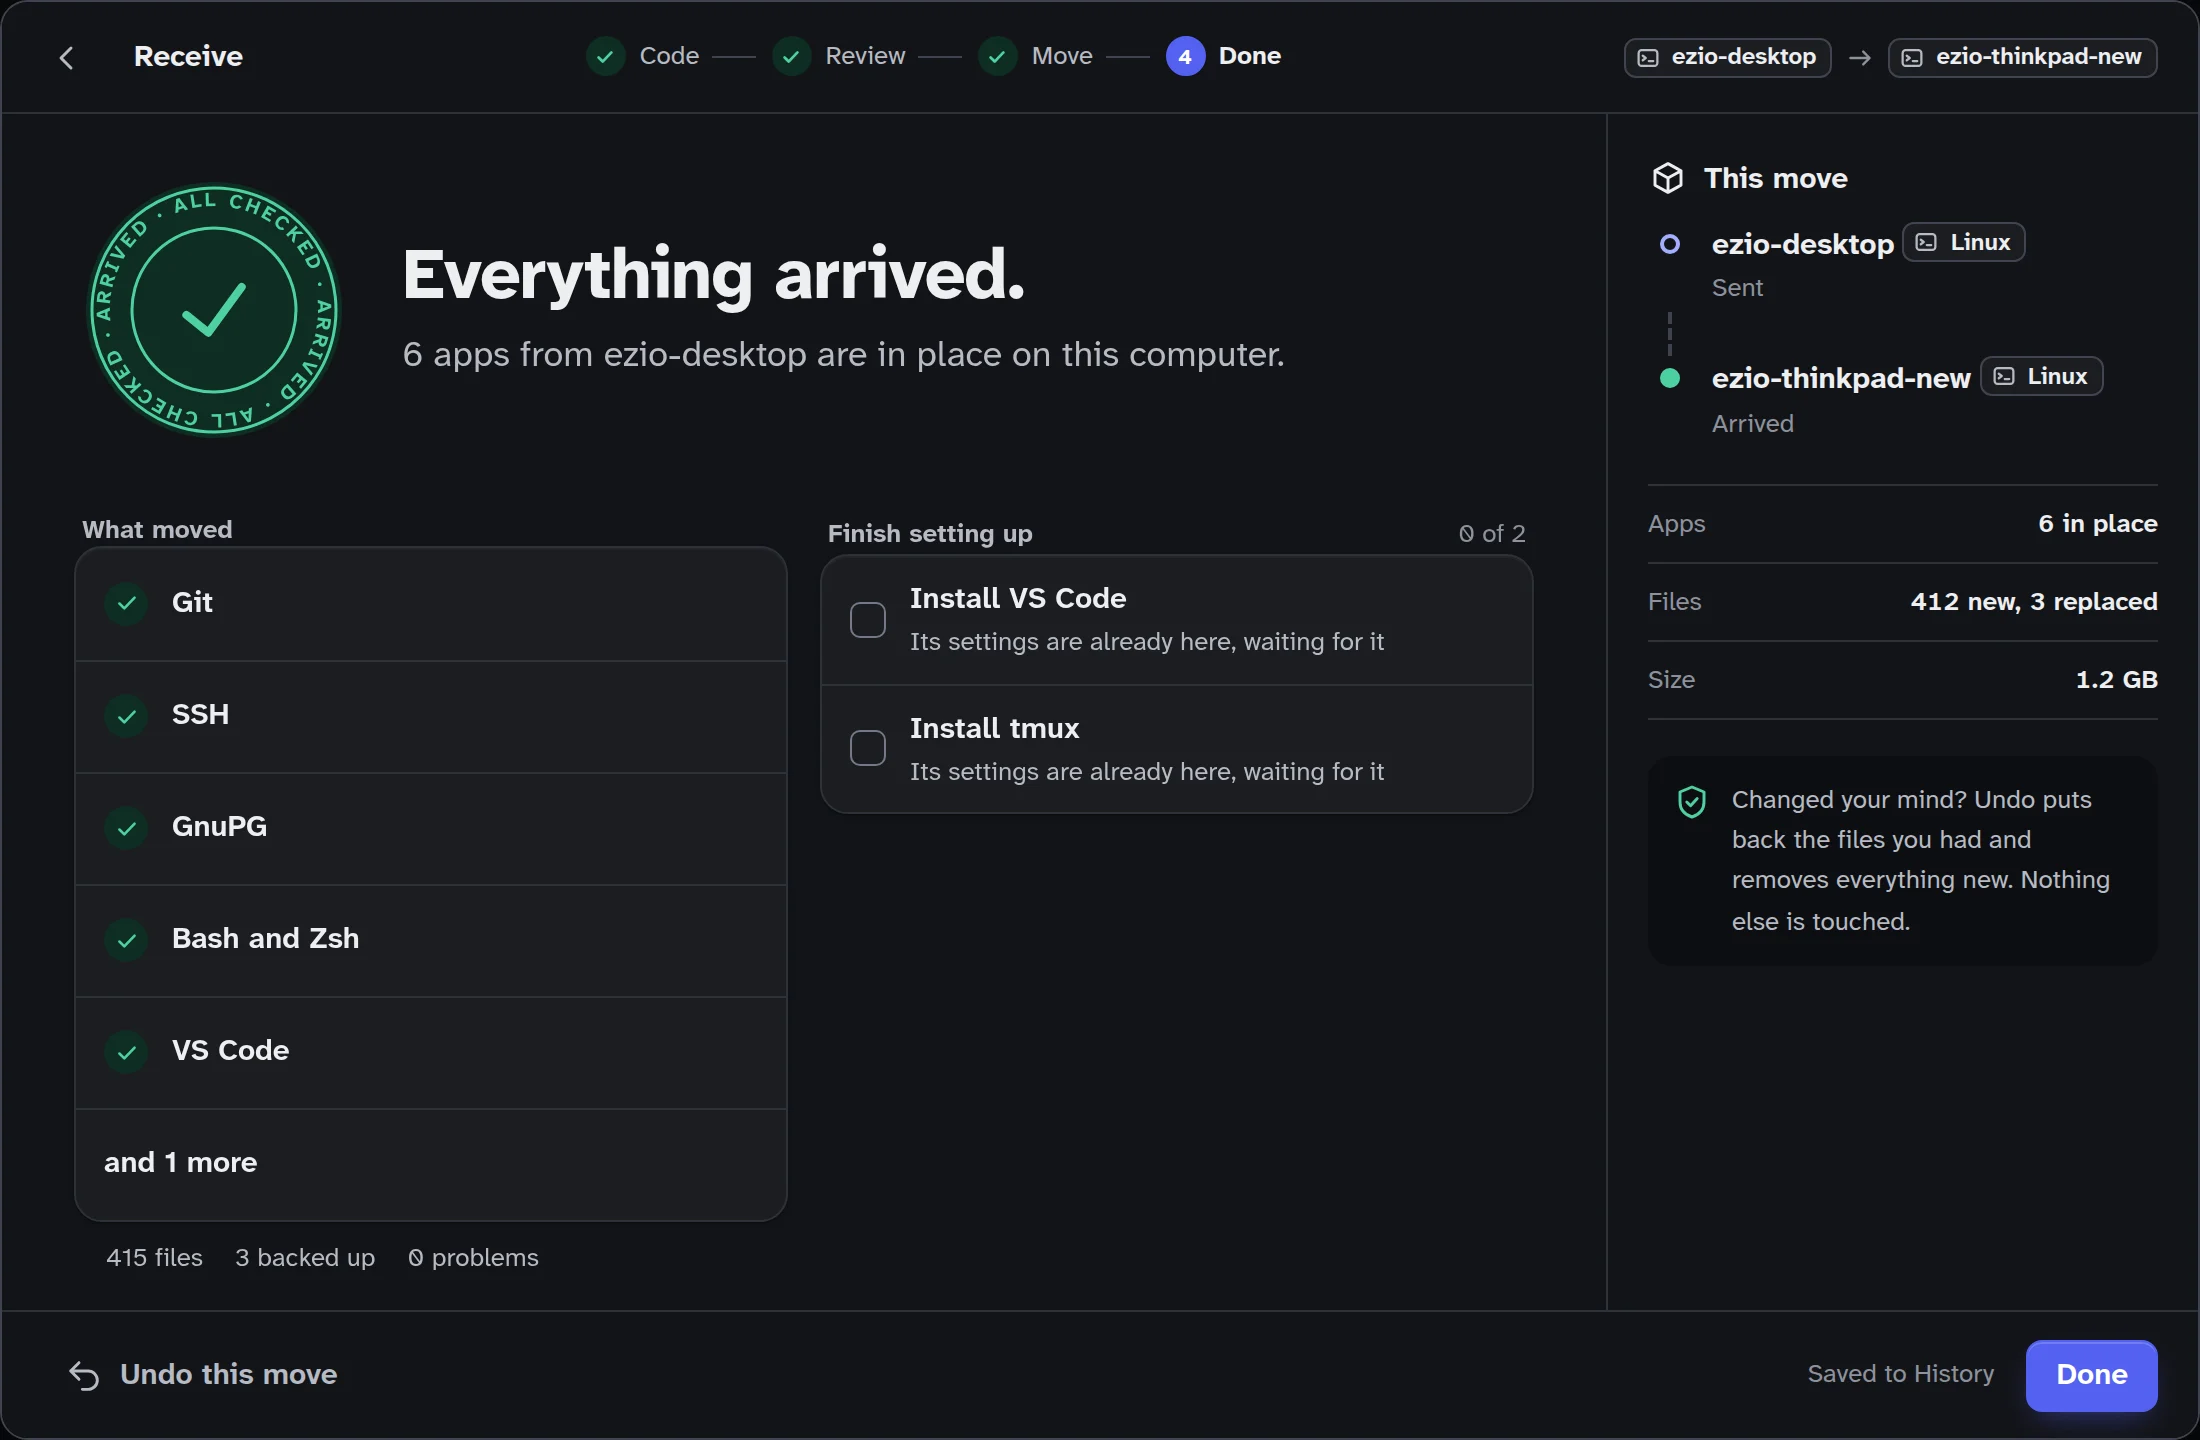 Receive
Code
Review
Move
4 Done
ezio-desktop
ezio-thinkpad-new
ARRIVED · ALL CHECKED · ARRIVED · ALL CHECKED ·
Everything arrived.
6 apps from ezio-desktop are in place on this computer.
What moved
Git
SSH
GnuPG
Bash and Zsh
VS Code
and 1 more
415 files 3 backed up 0 problems
Finish setting up 0 of 2
Install VS Code
Its settings are already here, waiting for it
Install tmux
Its settings are already here, waiting for it
This move
ezio-desktop Linux
Sent
ezio-thinkpad-new Linux
Arrived
Apps 6 in place
Files 412 new, 3 replaced
Size 1.2 GB
Changed your mind? Undo puts
back the files you had and
removes everything new. Nothing
else is touched.
Undo this move
Saved to History
Done